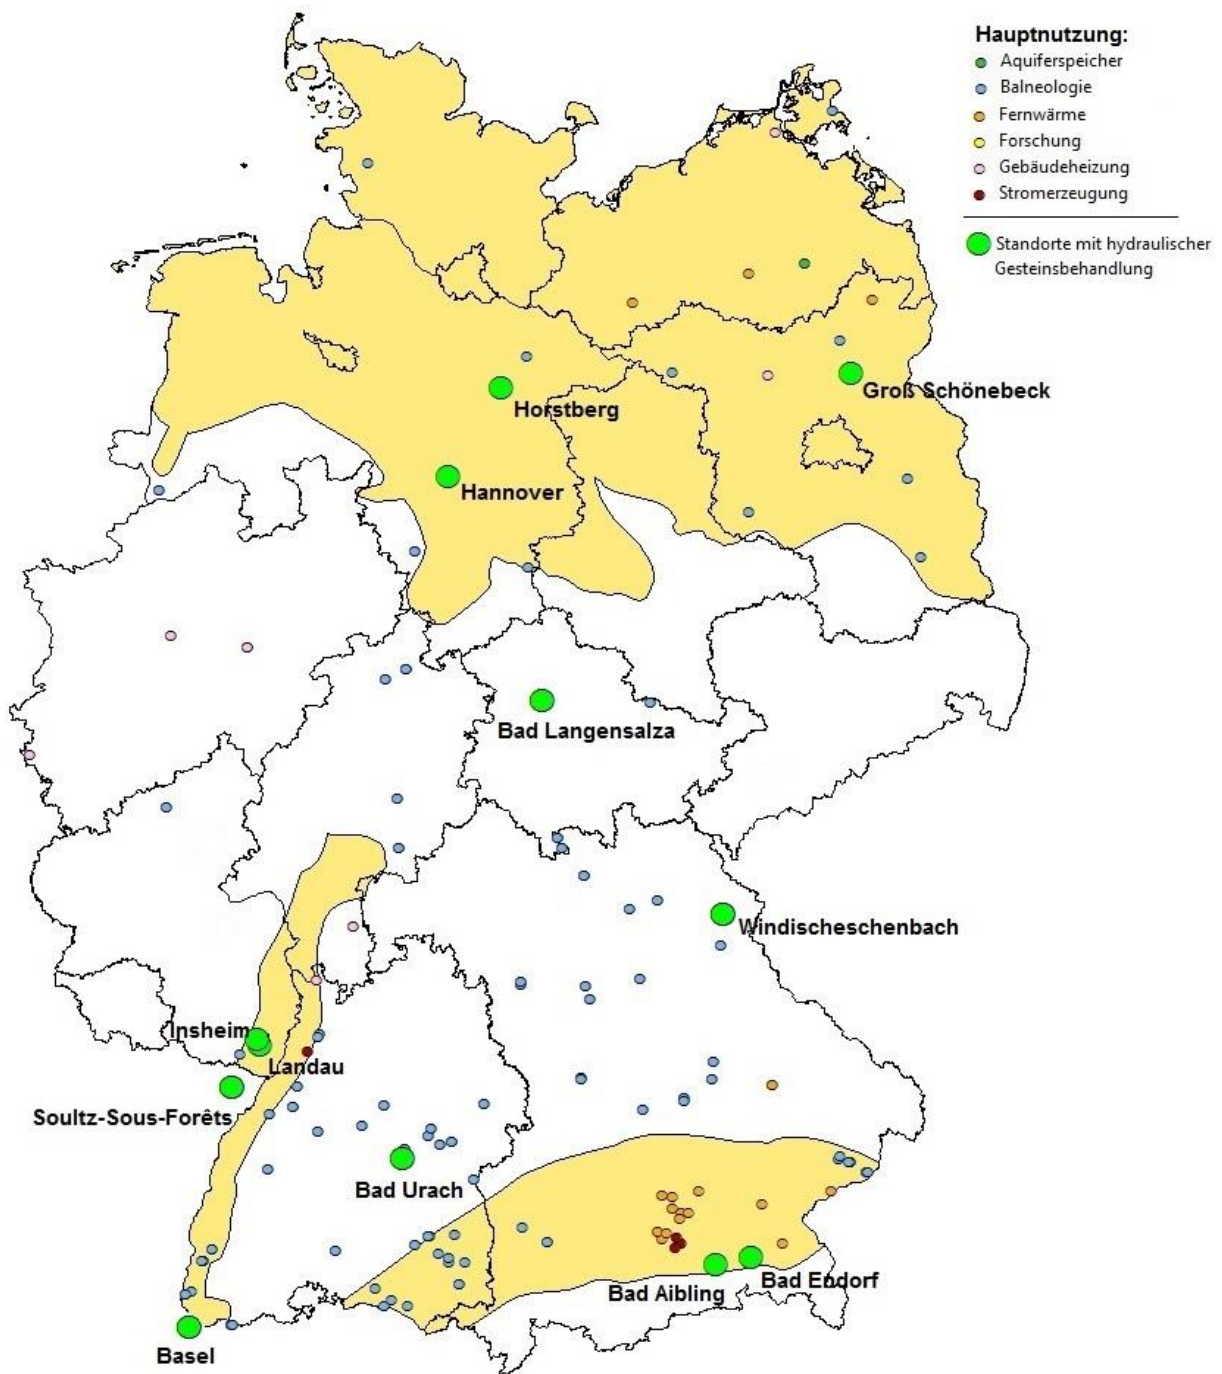 Hauptnutzung:
Aquiferspeicher
Balneologie
Fernwärme
Forschung
Gebäudeheizung
Stromerzeugung
Standorte mit hydraulischer
Gesteinsbehandlung
Groß Schönebeck
Horstberg
Hannover
Bad Langensalza
Windischeschenbach
Insheim
Landau
Soultz-Sous-Forêts
Bad Urach
Bad Endorf
Bad Aibling
Basel